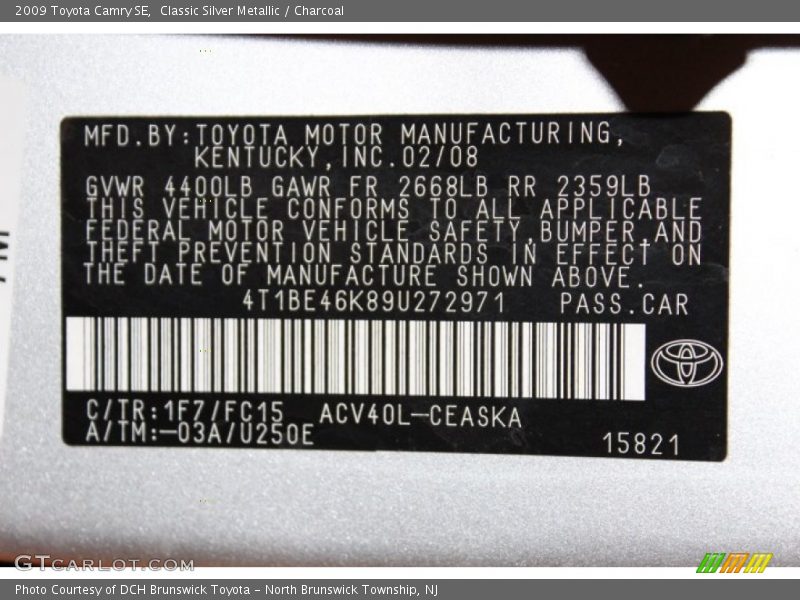 2009 Toyota Camry SE, Classic Silver Metallic / Charcoal
MFD.BY:TOYOTA MOTOR MANUFACTURING,
KENTUCKY,INC.02/08
GVWR 4400LB GAWR FR 2668LB RR 2359LB
THIS VEHICLE CONFORMS TO ALL APPLICABLE
FEDERAL MOTOR VEHICLE SAFETY,BUMPER,AND
THEFT PREVENTION STANDARDS IN EFFECT ON
THE DATE OF MANUFACTURE SHOWN ABOVE.
4T1BE46K89U272971 PASS.CAR
C/TR:1F7/FC15 ACV40L-CEASKA
A/TM:-03A/U250E
15821
GTCARLOT.COM
Photo Courtesy of DCH Brunswick Toyota - North Brunswick Township, NJ